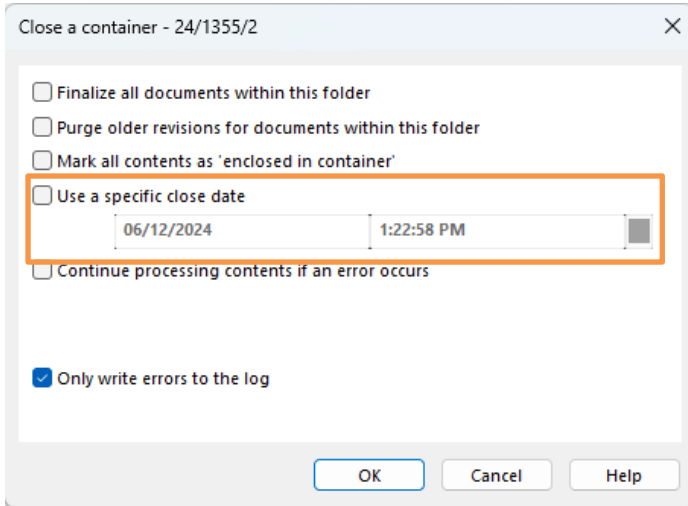 Close a container - 24/1355/2
Finalize all documents within this folder
Purge older revisions for documents within this folder
Mark all contents as 'enclosed in container'
Use a specific close date
06/12/2024 1:22:58 PM
Continue processing contents if an error occurs
Only write errors to the log
OK Cancel Help